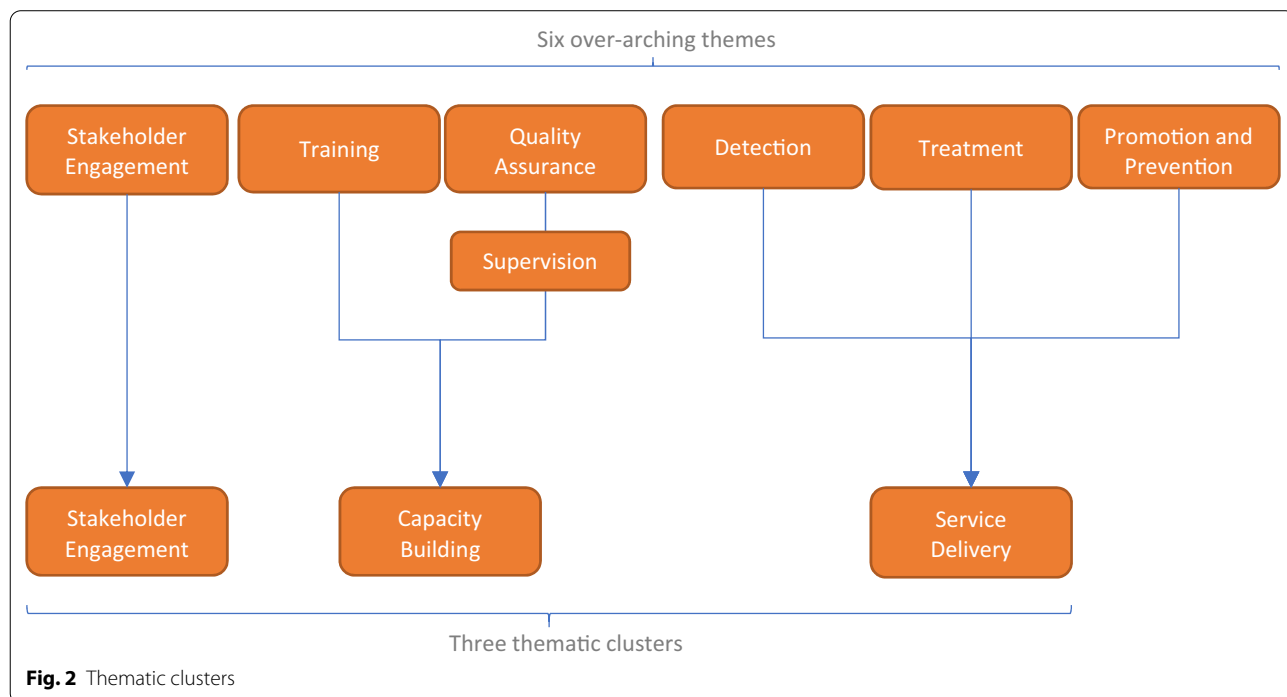 Six over-arching themes
Stakeholder
Engagement
Training
Quality
Assurance
Detection
Treatment
Promotion and
Prevention
Supervision
Stakeholder
Engagement
Capacity
Building
Service
Delivery
Three thematic clusters
Fig. 2 Thematic clusters